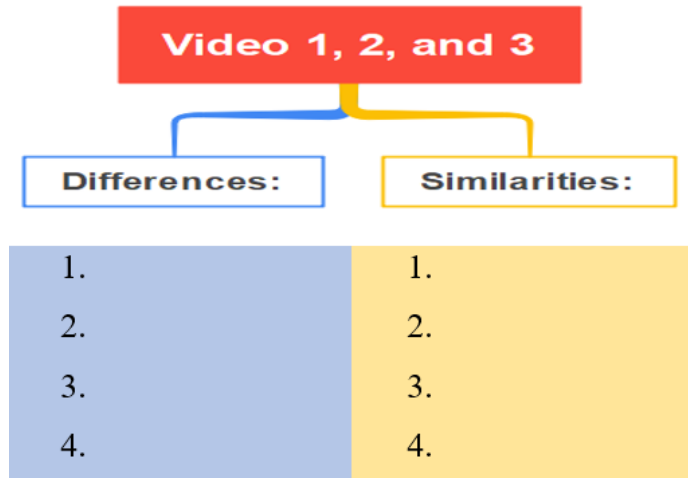 Video 1, 2, and 3
Differences:
Similarities:
1.
2.
3.
4.
1.
2.
3.
4.